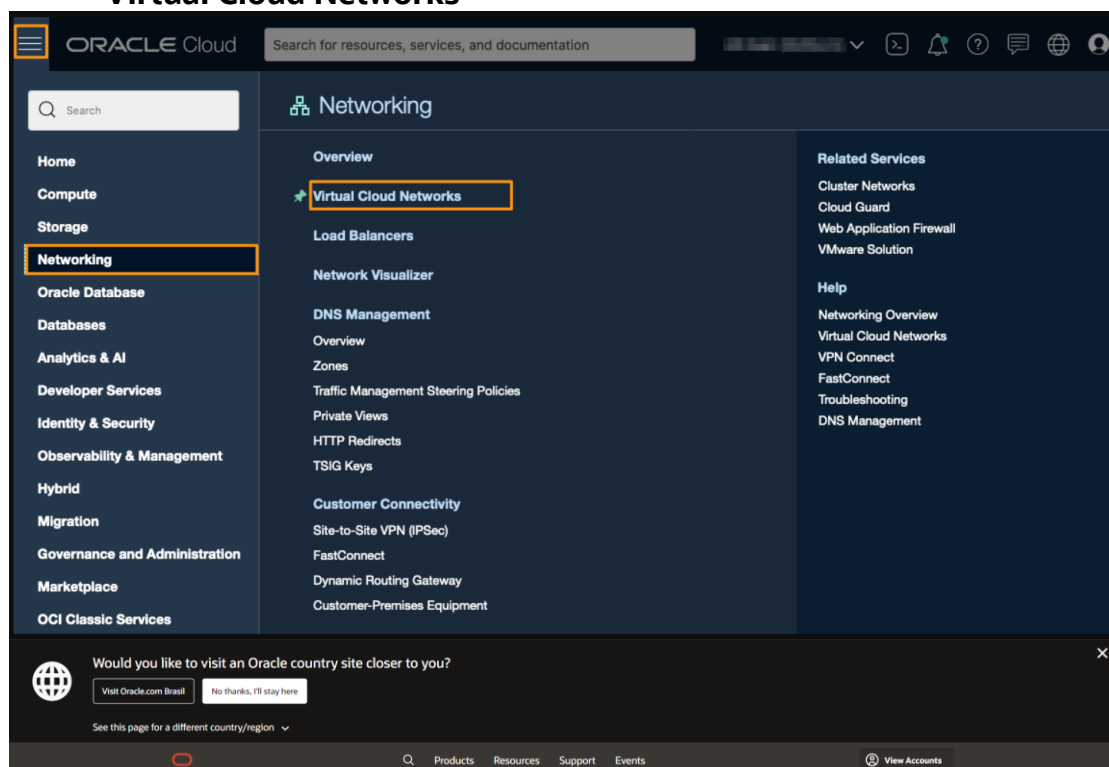 Virtual Cloud Networks
ORACLE Cloud
Search for resources, services, and documentation
Search
Home
Compute
Storage
Networking
Oracle Database
Databases
Analytics & AI
Developer Services
Identity & Security
Observability & Management
Hybrid
Migration
Governance and Administration
Marketplace
OCI Classic Services
Networking
Overview
Virtual Cloud Networks
Load Balancers
Network Visualizer
DNS Management
Overview
Zones
Traffic Management Steering Policies
Private Views
HTTP Redirects
TSIG Keys
Customer Connectivity
Site-to-Site VPN (IPSec)
FastConnect
Dynamic Routing Gateway
Customer-Premises Equipment
Related Services
Cluster Networks
Cloud Guard
Web Application Firewall
VMware Solution
Help
Networking Overview
Virtual Cloud Networks
VPN Connect
FastConnect
Troubleshooting
DNS Management
Would you like to visit an Oracle country site closer to you?
Visit Oracle.com Brasil No thanks, I'll stay here
See this page for a different country/region
Products Resources Support Events View Accounts